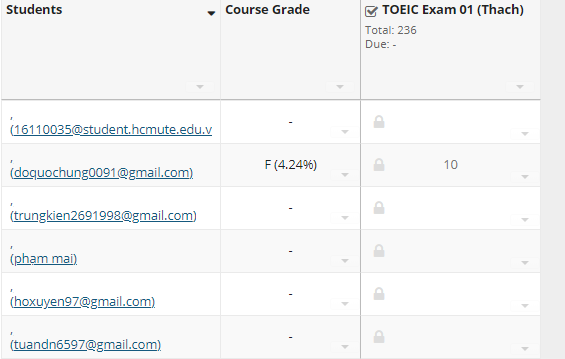 Students Course Grade TOEIC Exam 01 (Thach)
Total: 236
Due: -
,
(16110035@student.hcmute.edu.v - 
,
(doquochung0091@gmail.com) F (4.24%) 10
,
(trungkien2691998@gmail.com) -
,
(pham mai) -
,
(hoxuyen97@gmail.com) -
,
(tuandn6597@gmail.com) -